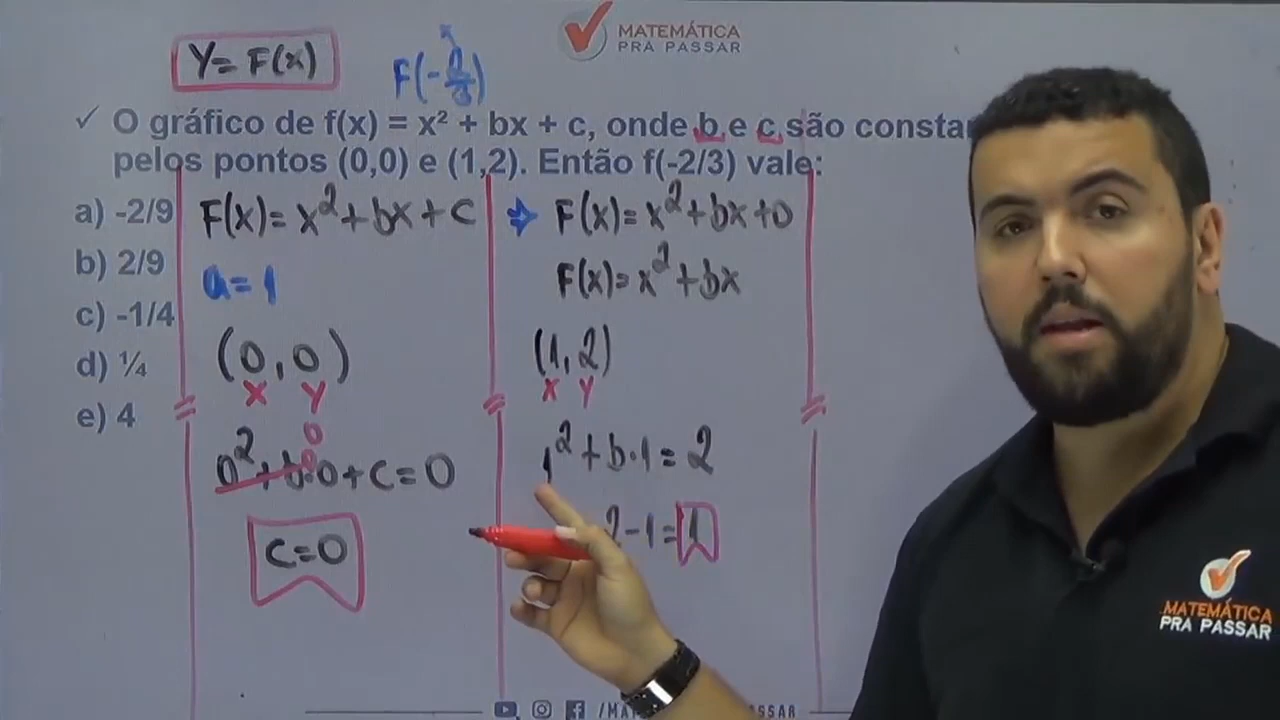 MATEMÁTICA
PRA PASSAR
Y = F(x)
x
F(-2/3)
✓ O gráfico de f(x) = x² + bx + c, onde b e c são
pelos pontos (0,0) e (1,2). Então f(-2/3) vale:
a) -2/9
b) 2/9
c) -1/4
d) ¼
e) 4
F(x) = x² + bx + c
a = 1
(0, 0)
x y
0
0² + b·0 + c = 0
c = 0
⇒ F(x) = x² + bx + 0
F(x) = x² + bx
(1, 2)
x y
1² + b·1 = 2
2 - 1 = 1
MATEMÁTICA
PRA PASSAR